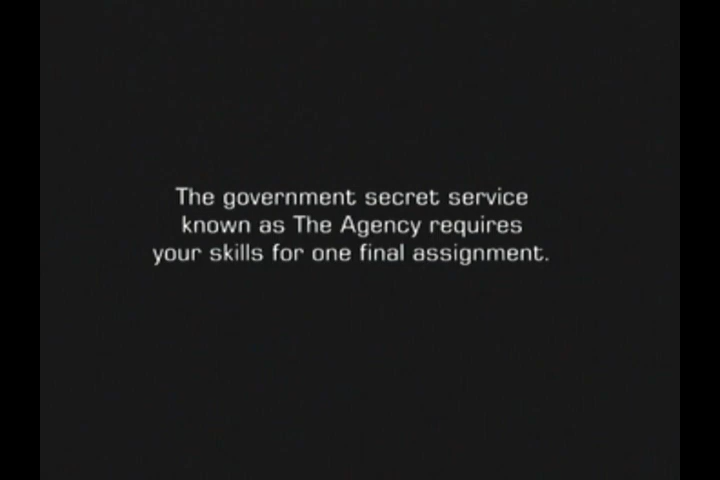 The government secret service
known as The Agency requires
your skills for one final assignment.